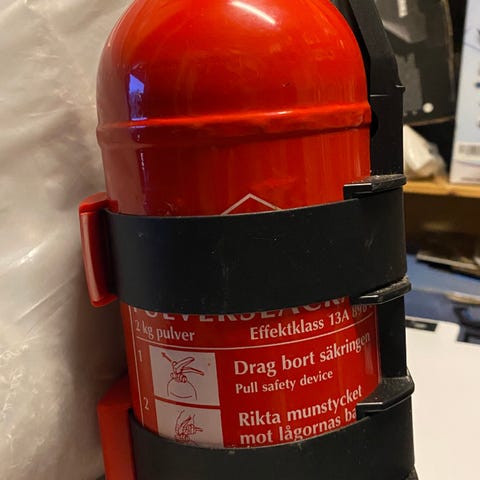 2 kg pulver
Effektklass 13A
1
Drag bort säkringen
Pull safety device
2
Rikta munstycket
mot lågornas